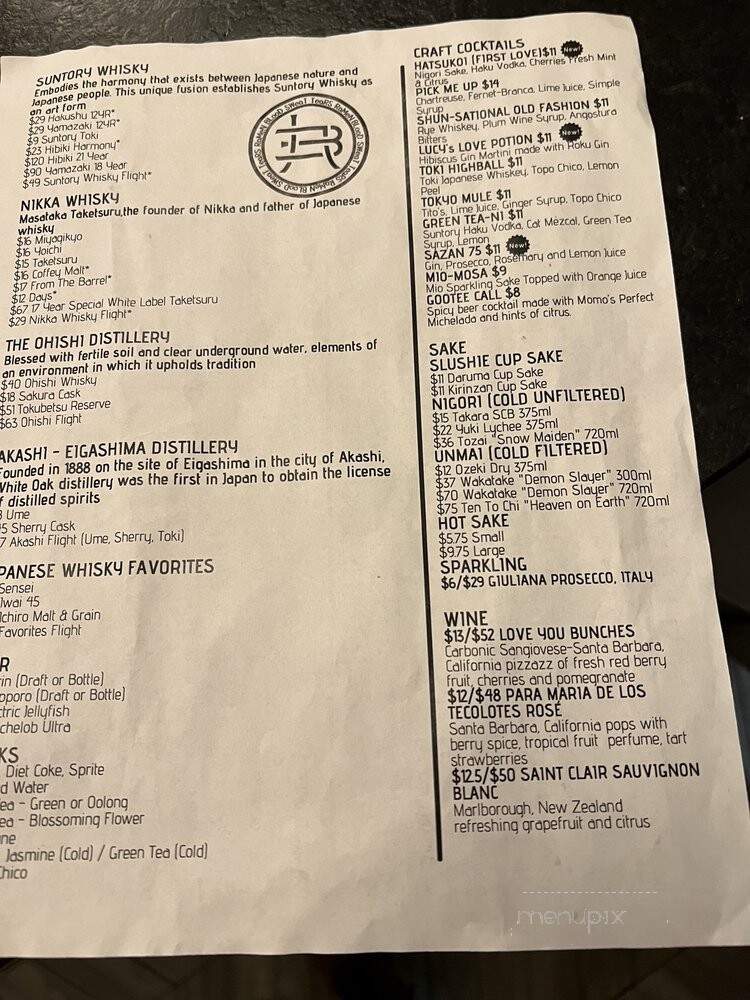 SUNTORY WHISKY
Embodies the harmony that exists between Japanese nature and
Japanese people. This unique fusion establishes Suntory Whisky as
an art form
$29 Hakushu 12YR*
$29 Yamazaki 12YR*
$9 Suntory Toki
$23 Hibiki Harmony*
$120 Hibiki 21 Year
$90 Yamazaki 18 Year
$49 Suntory Whisky Flight*
NIKKA WHISKY
Masataka Taketsuru,the founder of Nikka and father of Japanese
whisky
$16 Miyagikyo
$16 Yoichi
$15 Taketsuru
$16 Coffey Malt*
$17 From The Barrel*
$12 Days*
$67 17 Year Special White Label Taketsuru
$29 Nikka Whisky Flight*
THE OHISHI DISTILLERY
Blessed with fertile soil and clear underground water, elements of
an environment in which it upholds tradition
$40 Ohishi Whisky
$18 Sakura Cask
$51 Tokubetsu Reserve
$63 Ohishi Flight
AKASHI - EIGASHIMA DISTILLERY
Founded in 1888 on the site of Eigashima in the city of Akashi,
White Oak distillery was the first in Japan to obtain the license
f distilled spirits
Ume
5 Sherry Cask
7 Akashi Flight (Ume, Sherry, Toki)
PANESE WHISKY FAVORITES
Sensei
Iwai 45
Ichiro Malt & Grain
Favorites Flight
R
rin (Draft or Bottle)
pporo (Draft or Bottle)
ctric Jellyfish
chelob Ultra
KS
Diet Coke, Sprite
d Water
ea - Green or Oolong
ea - Blossoming Flower
ne
Jasmine (Cold) / Green Tea (Cold)
Chico
BLOOD SWEAT TEARS RAMEN BLOOD SWEAT TEARS RAMEN
CRAFT COCKTAILS
HATSUKOI (FIRST LOVE)$11 New!
Nigori Sake, Haku Vodka, Cherries Fresh Mint
& Citrus
PICK ME UP $14
Chartreuse, Fernet-Branca, Lime Juice, Simple
Syrup
SHUN-SATIONAL OLD FASHION $11
Rye Whiskey, Plum Wine Syrup, Angostura
Bitters
LUCY's LOVE POTION $11 New!
Hibiscus Gin Martini made with Roku Gin
TOKI HIGHBALL $11
Toki Japanese Whiskey, Topo Chico, Lemon
Peel
TOKYO MULE $11
Tito's, Lime Juice, Ginger Syrup, Topo Chico
GREEN TEA-NI $11
Suntory Haku Vodka, Cat Mezcal, Green Tea
Syrup, Lemon
SAZAN 75 $11 New!
Gin, Prosecco, Rosemary and Lemon Juice
MIO-MOSA $9
Mio Sparkling Sake Topped with Orange Juice
GOOTEE CALL $8
Spicy beer cocktail made with Momo's Perfect
Michelada and hints of citrus.
SAKE
SLUSHIE CUP SAKE
$11 Daruma Cup Sake
$11 Kirinzan Cup Sake
NIGORI (COLD UNFILTERED)
$15 Takara SCB 375ml
$22 Yuki Lychee 375ml
$36 Tozai "Snow Maiden" 720ml
UNMAI (COLD FILTERED)
$12 Ozeki Dry 375ml
$37 Wakatake "Demon Slayer" 300ml
$70 Wakatake "Demon Slayer" 720ml
$75 Ten To Chi "Heaven on Earth" 720ml
HOT SAKE
$5.75 Small
$9.75 Large
SPARKLING
$6/$29 GIULIANA PROSECCO, ITALY
WINE
$13/$52 LOVE YOU BUNCHES
Carbonic Sangiovese-Santa Barbara,
California pizzazz of fresh red berry
fruit, cherries and pomegranate
$12/$48 PARA MARIA DE LOS
TECOLOTES ROSÉ
Santa Barbara, California pops with
berry spice, tropical fruit perfume, tart
strawberries
$12.5/$50 SAINT CLAIR SAUVIGNON
BLANC
Marlborough, New Zealand
refreshing grapefruit and citrus
menupix